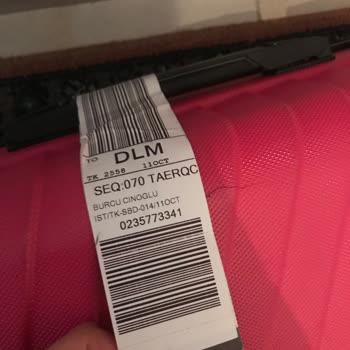 TO DLM
TK 2558 11OCT
SEQ:070 TAERQC
BURCU CINOGLU
IST/TK-SBD-014/11OCT
0235773341